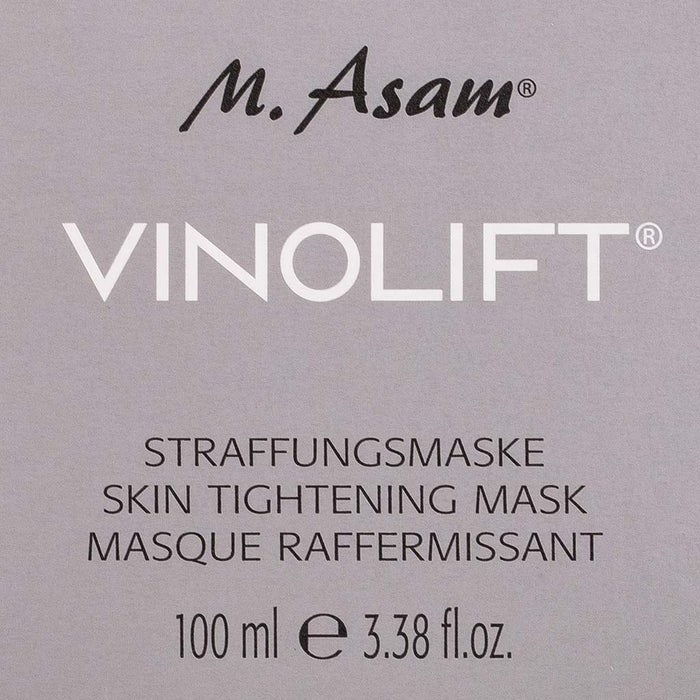 M. Asam®
VINOLIFT®
STRAFFUNGSMASKE
SKIN TIGHTENING MASK
MASQUE RAFFERMISSANT
100 ml ℮ 3.38 fl.oz.